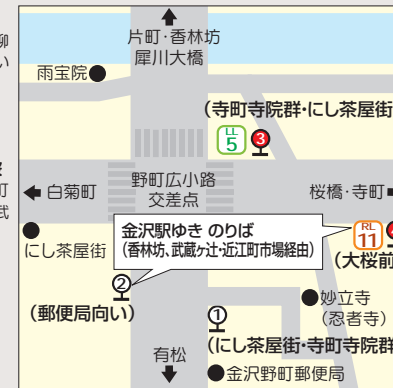 柳
い
町
武
片町・香林坊
犀川大橋
雨宝院
(寺町寺院群・にし茶屋街
LL
5
3
白菊町
野町広小路
交差点
桜橋・寺町
にし茶屋街
金沢駅ゆき のりば
(香林坊、武蔵ヶ辻・近江町市場経由)
RL
11
(大桜前
2
(郵便局向い)
妙立寺
(忍者寺)
1
(にし茶屋街・寺町寺院群
有松
金沢野町郵便局